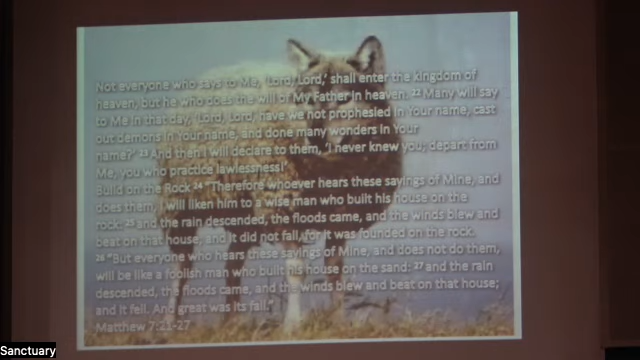 Not everyone who says to Me, 'Lord, Lord,' shall enter the kingdom of
heaven, but he who does the will of My Father in heaven. 22 Many will say
to Me in that day, 'Lord, Lord, have we not prophesied in Your name, cast
out demons in Your name, and done many wonders in Your
name?' 23 And then I will declare to them, 'I never knew you; depart from
Me, you who practice lawlessness!'
Build on the Rock 24 "Therefore whoever hears these sayings of Mine, and
does them, I will liken him to a wise man who built his house on the
rock: 25 and the rain descended, the floods came, and the winds blew and
beat on that house; and it did not fall, for it was founded on the rock.
26 "But everyone who hears these sayings of Mine, and does not do them,
will be like a foolish man who built his house on the sand: 27 and the rain
descended, the floods came, and the winds blew and beat on that house;
and it fell. And great was its fall."
Matthew 7:21-27
Sanctuary